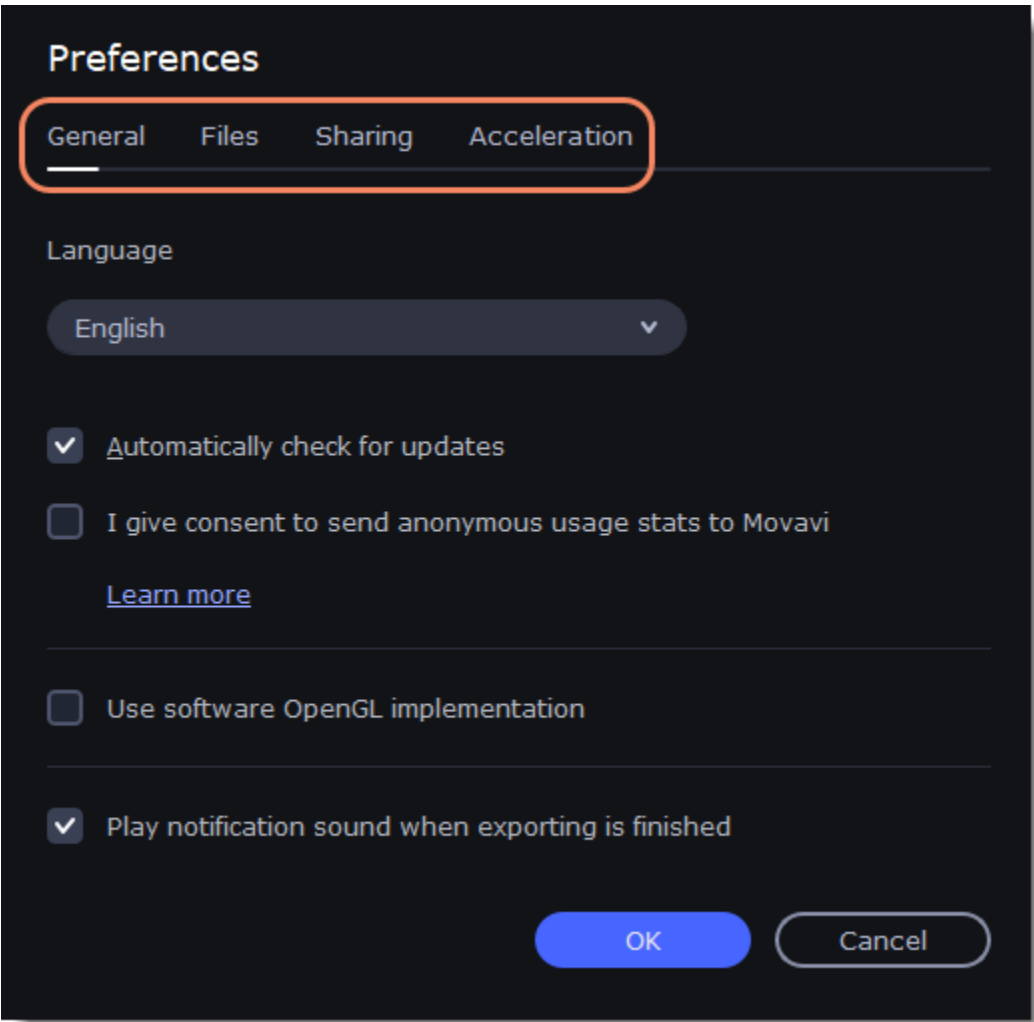 Preferences
General Files Sharing Acceleration
Language
English
Automatically check for updates
I give consent to send anonymous usage stats to Movavi
Learn more
Use software OpenGL implementation
Play notification sound when exporting is finished
OK Cancel